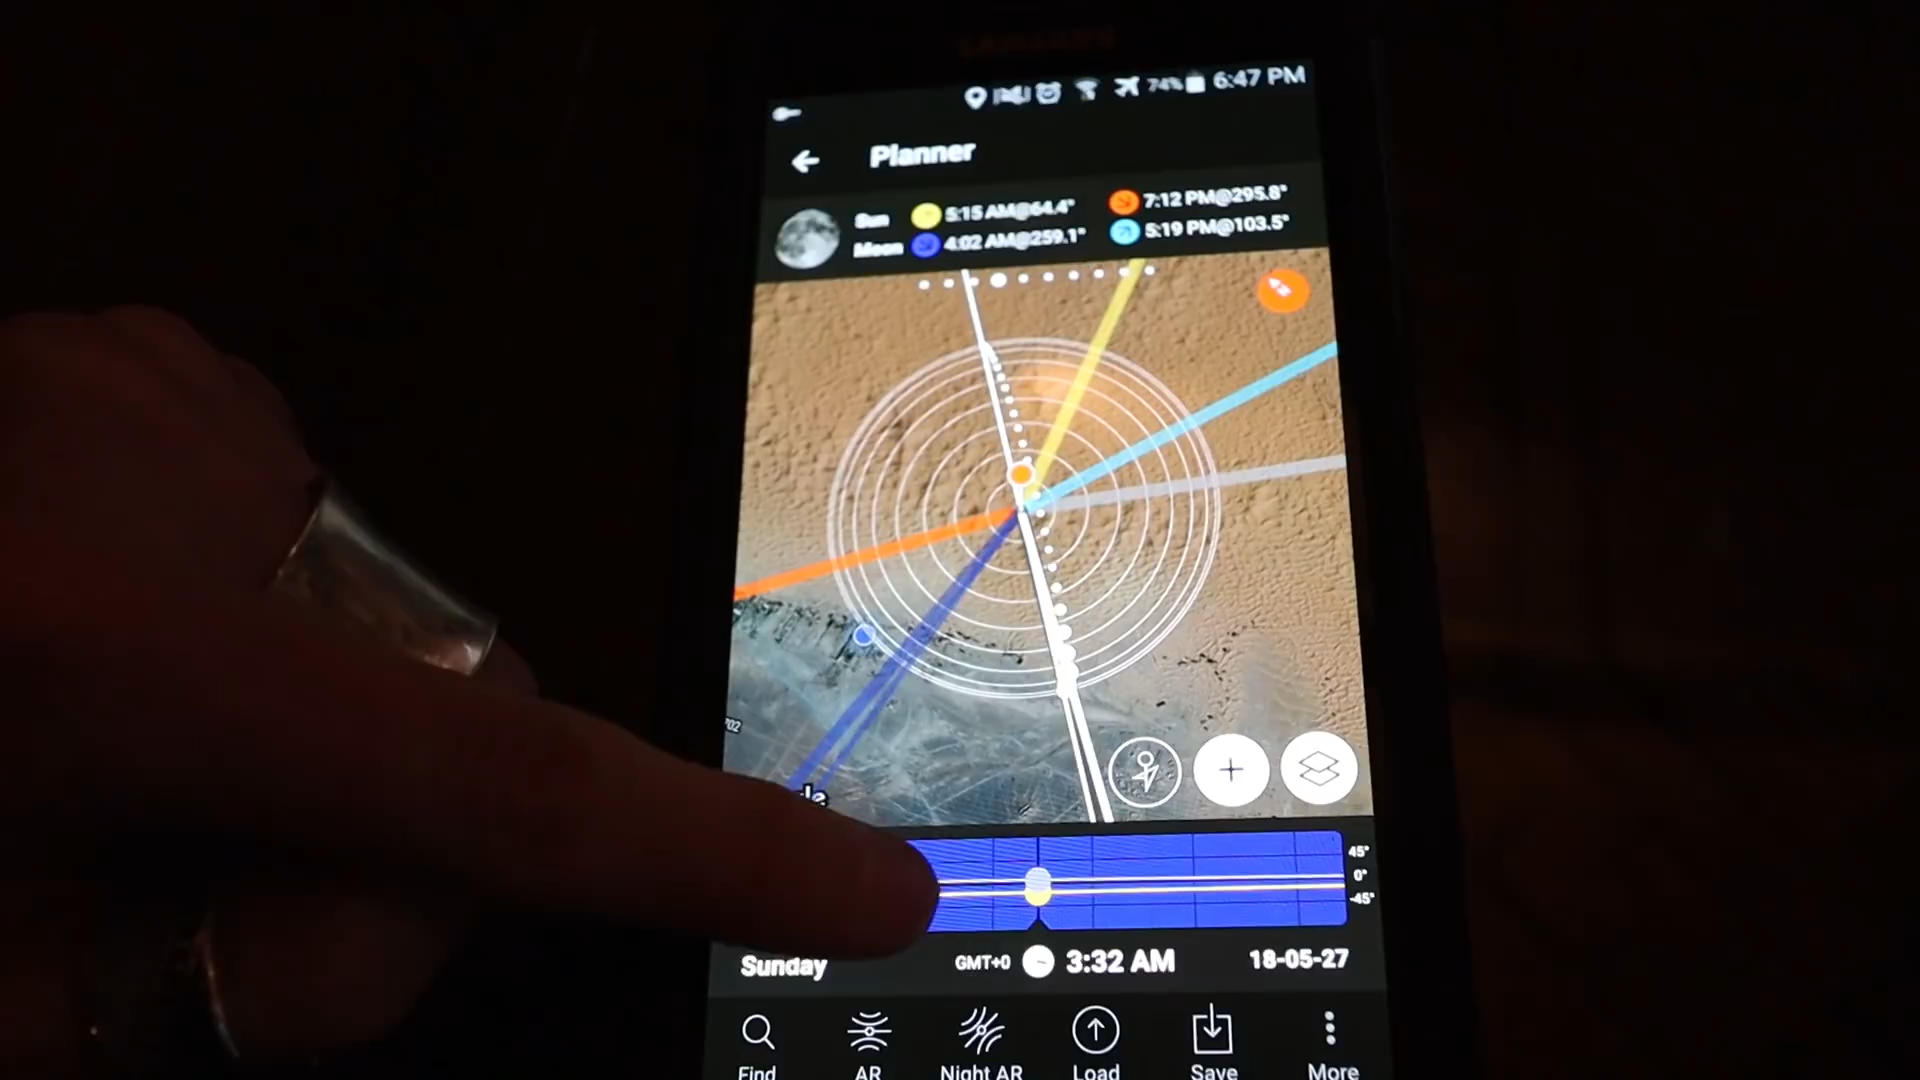 SAMSUNG
74% 6:47 PM
Planner
Sun 5:15 AM@64.4° 7:12 PM@295.8°
Moon 4:02 AM@259.1° 5:19 PM@103.5°
45°
0°
-45°
Sunday GMT+0 3:32 AM 18-05-27
Find AR Night AR Load Save More